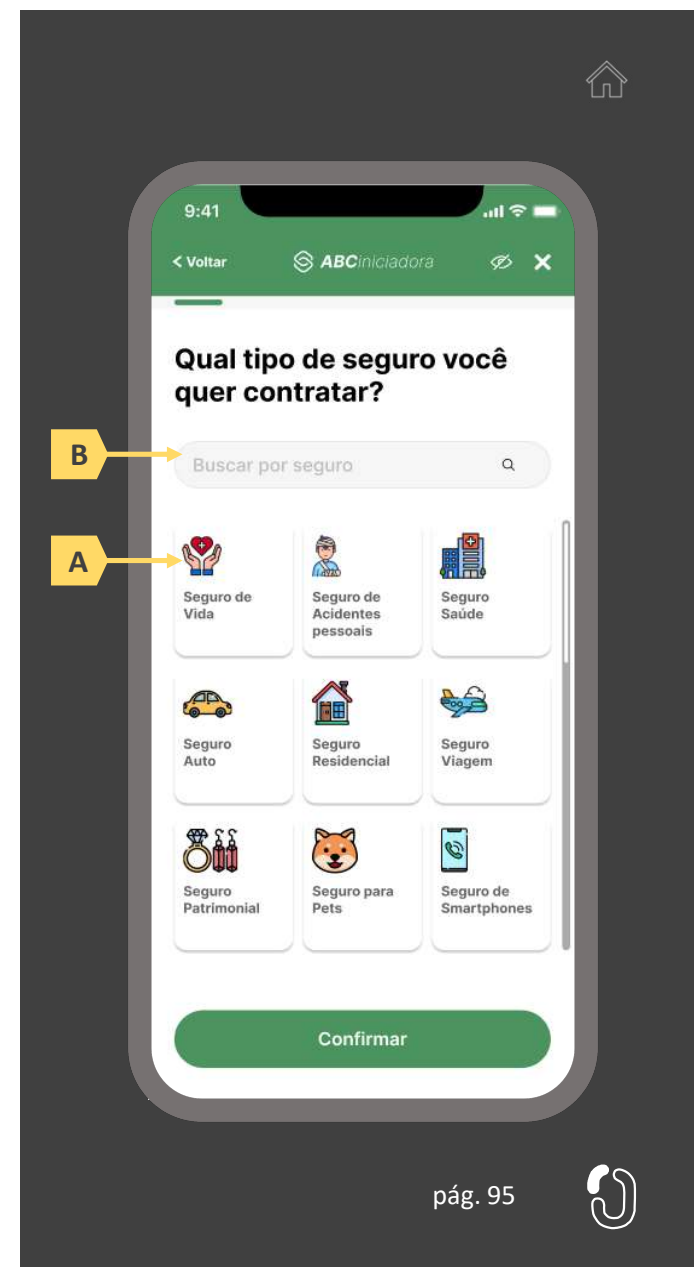 9:41
< Voltar
ABCiniciadora
Qual tipo de seguro você
quer contratar?
B
Buscar por seguro
A
Seguro de
Vida
Seguro de
Acidentes
pessoais
Seguro
Saúde
Seguro
Auto
Seguro
Residencial
Seguro
Viagem
Seguro
Patrimonial
Seguro para
Pets
Seguro de
Smartphones
Confirmar
pág. 95